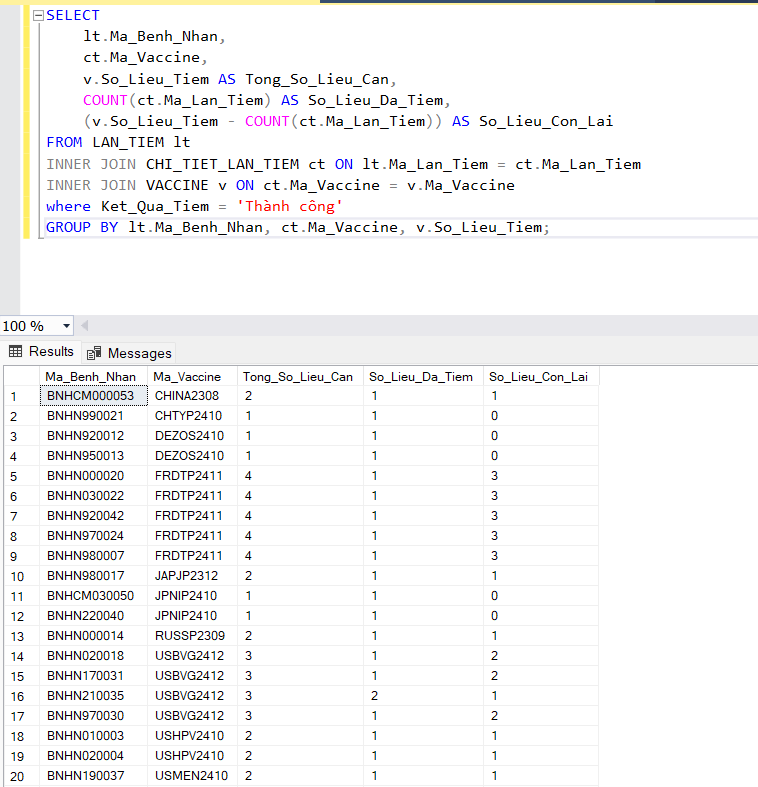 SELECT
lt.Ma_Benh_Nhan,
ct.Ma_Vaccine,
v.So_Lieu_Tiem AS Tong_So_Lieu_Can,
COUNT(ct.Ma_Lan_Tiem) AS So_Lieu_Da_Tiem,
(v.So_Lieu_Tiem - COUNT(ct.Ma_Lan_Tiem)) AS So_Lieu_Con_Lai
FROM LAN_TIEM lt
INNER JOIN CHI_TIET_LAN_TIEM ct ON lt.Ma_Lan_Tiem = ct.Ma_Lan_Tiem
INNER JOIN VACCINE v ON ct.Ma_Vaccine = v.Ma_Vaccine
where Ket_Qua_Tiem = 'Thành công'
GROUP BY lt.Ma_Benh_Nhan, ct.Ma_Vaccine, v.So_Lieu_Tiem;
100 %
Results Messages
Ma_Benh_Nhan Ma_Vaccine Tong_So_Lieu_Can So_Lieu_Da_Tiem So_Lieu_Con_Lai
1 BNHCM000053 CHINA2308 2 1 1
2 BNHN990021 CHTYP2410 1 1 0
3 BNHN920012 DEZOS2410 1 1 0
4 BNHN950013 DEZOS2410 1 1 0
5 BNHN000020 FRDTP2411 4 1 3
6 BNHN030022 FRDTP2411 4 1 3
7 BNHN920042 FRDTP2411 4 1 3
8 BNHN970024 FRDTP2411 4 1 3
9 BNHN980007 FRDTP2411 4 1 3
10 BNHN980017 JAPJP2312 2 1 1
11 BNHCM030050 JPNIP2410 1 1 0
12 BNHN220040 JPNIP2410 1 1 0
13 BNHN000014 RUSSP2309 2 1 1
14 BNHN020018 USBVG2412 3 1 2
15 BNHN170031 USBVG2412 3 1 2
16 BNHN210035 USBVG2412 3 2 1
17 BNHN970030 USBVG2412 3 1 2
18 BNHN010003 USHPV2410 2 1 1
19 BNHN020004 USHPV2410 2 1 1
20 BNHN190037 USMEN2410 2 1 1